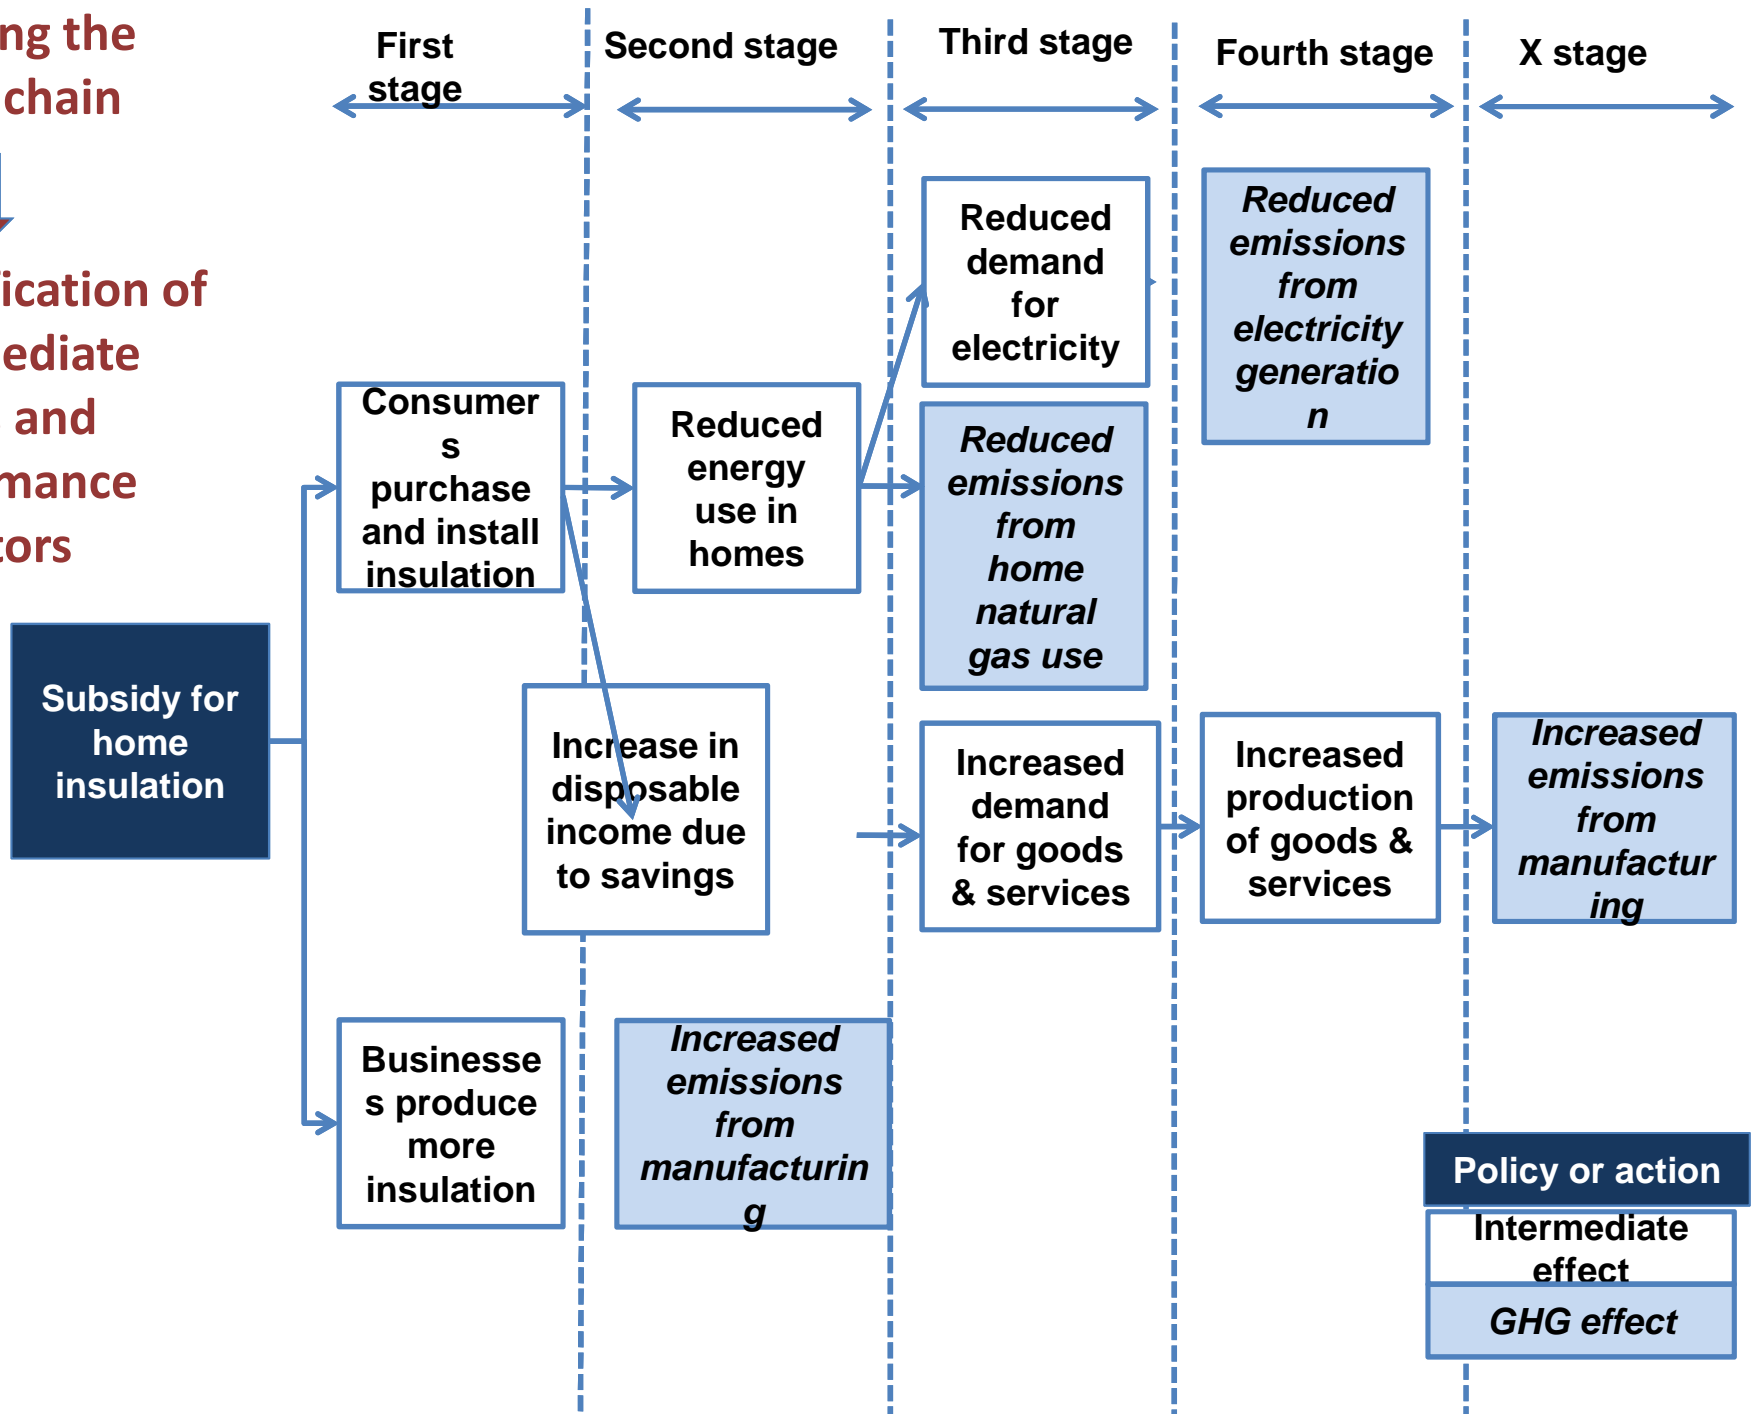 ng the
chain
fication of
ediate
and
mance
tors
First
stage
Second stage
Third stage
Fourth stage
X stage
Subsidy for
home
insulation
Consumer
s
purchase
and install
insulation
Reduced
energy
use in
homes
Reduced
demand
for
electricity
Reduced
emissions
from
electricity
generatio
n
Reduced
emissions
from
home
natural
gas use
Increase in
disposable
income due
to savings
Increased
demand
for goods
& services
Increased
production
of goods &
services
Increased
emissions
from
manufactur
ing
Businesse
s produce
more
insulation
Increased
emissions
from
manufacturin
g
Policy or action
Intermediate
effect
GHG effect